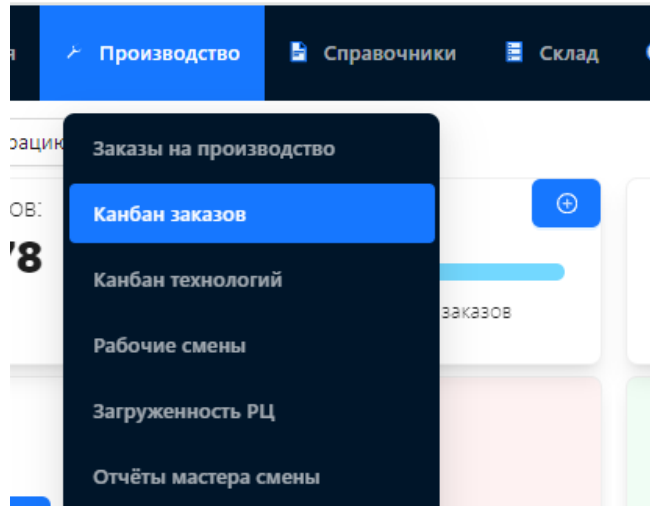 Производство
Справочники
Склад
Заказы на производство
Канбан заказов
Канбан технологий
заказов
Рабочие смены
Загруженность РЦ
Отчёты мастера смены